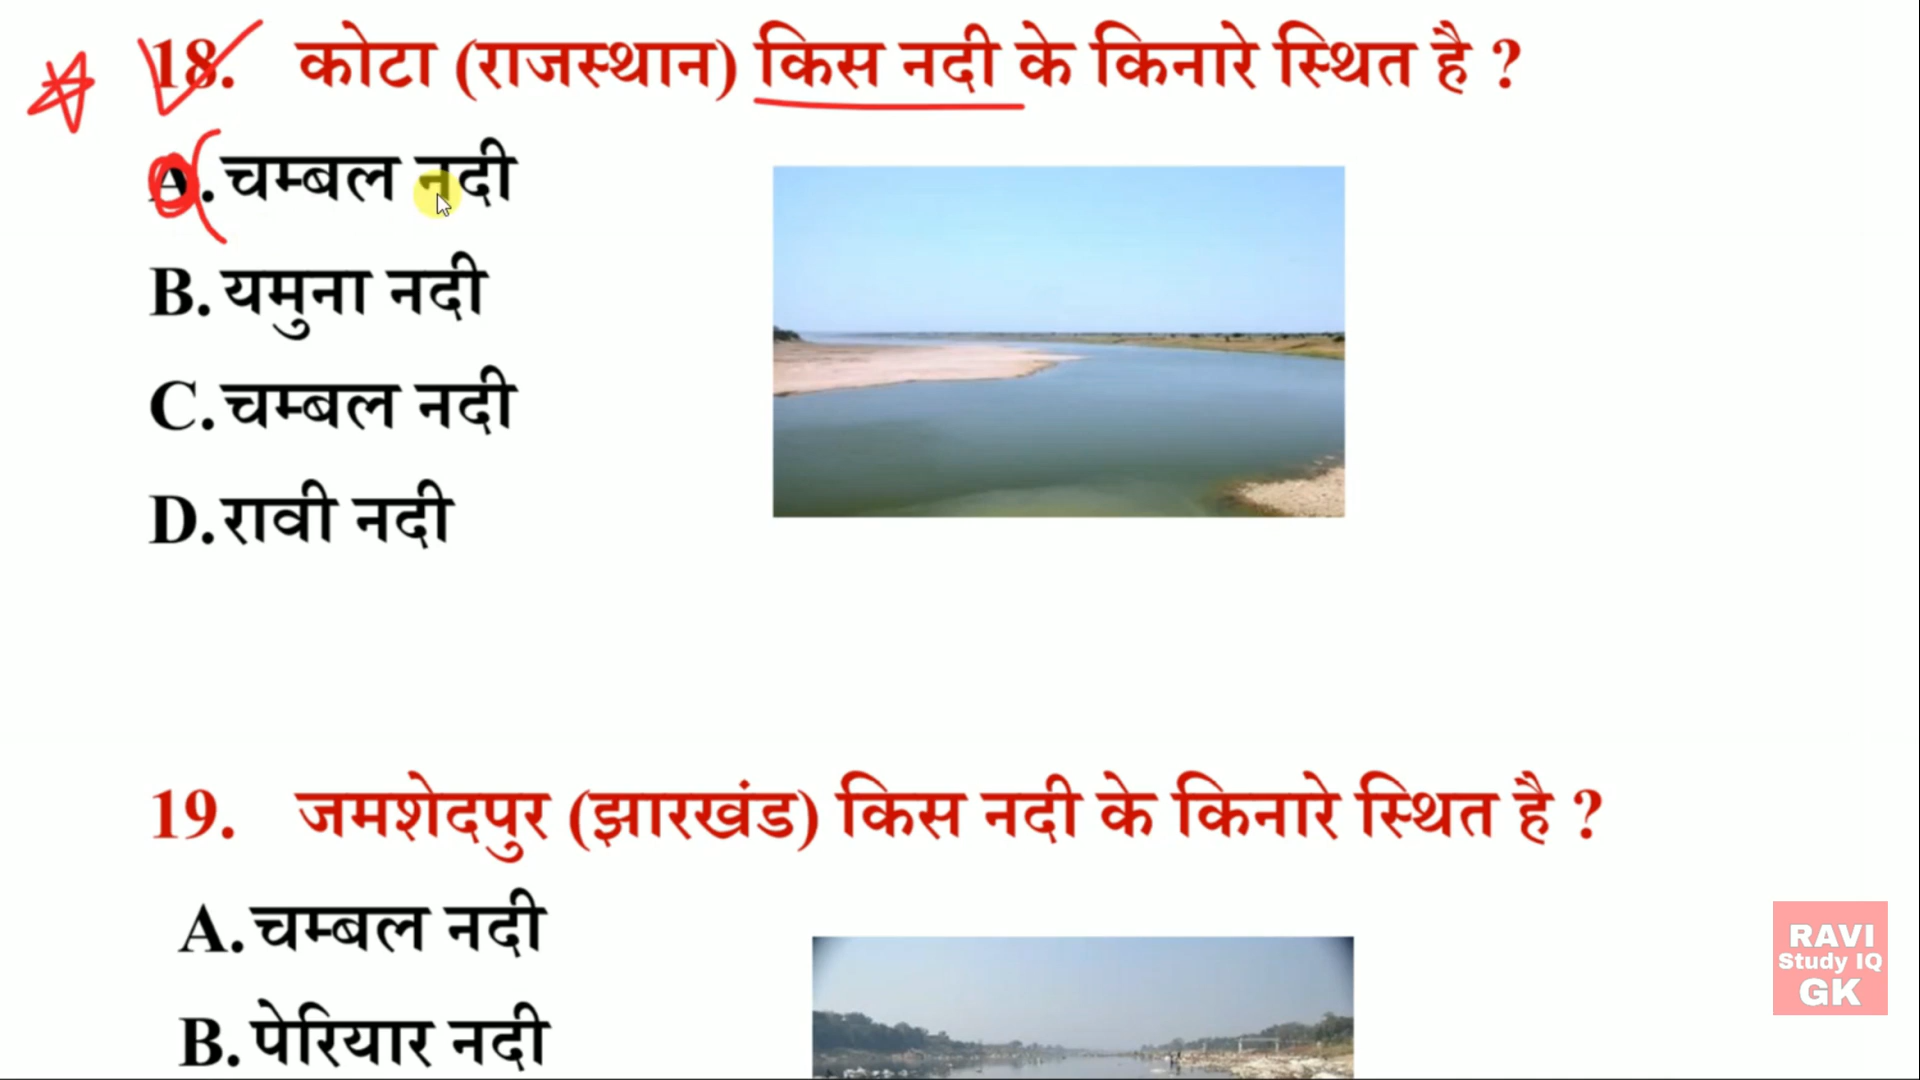 18. कोटा (राजस्थान) किस नदी के किनारे स्थित है ?
A. चम्बल नदी
B. यमुना नदी
C. चम्बल नदी
D. रावी नदी
19. जमशेदपुर (झारखंड) किस नदी के किनारे स्थित है ?
A. चम्बल नदी
B. पेरियार नदी
RAVI
Study IQ
GK